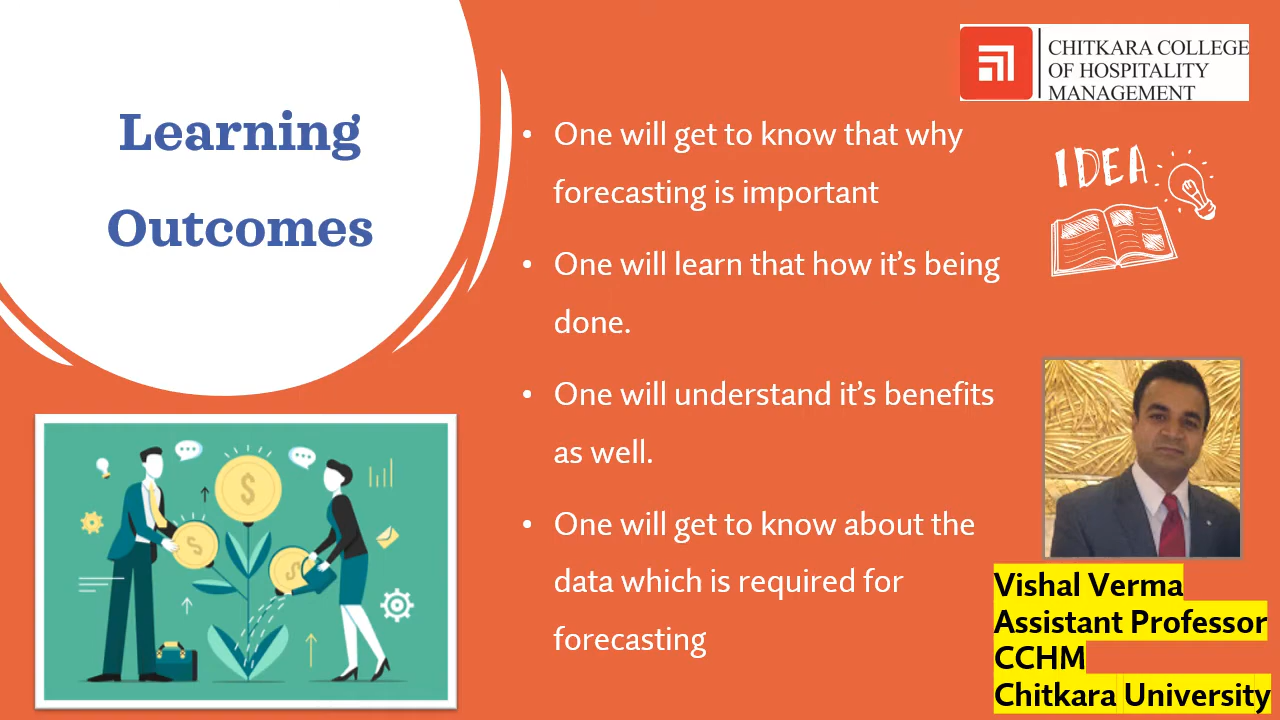 Learning
Outcomes
CHITKARA COLLEGE
OF HOSPITALITY
MANAGEMENT
• One will get to know that why
forecasting is important
• One will learn that how it’s being
done.
• One will understand it’s benefits
as well.
• One will get to know about the
data which is required for
forecasting
IDEA
$
$
$
Vishal Verma
Assistant Professor
CCHM
Chitkara University